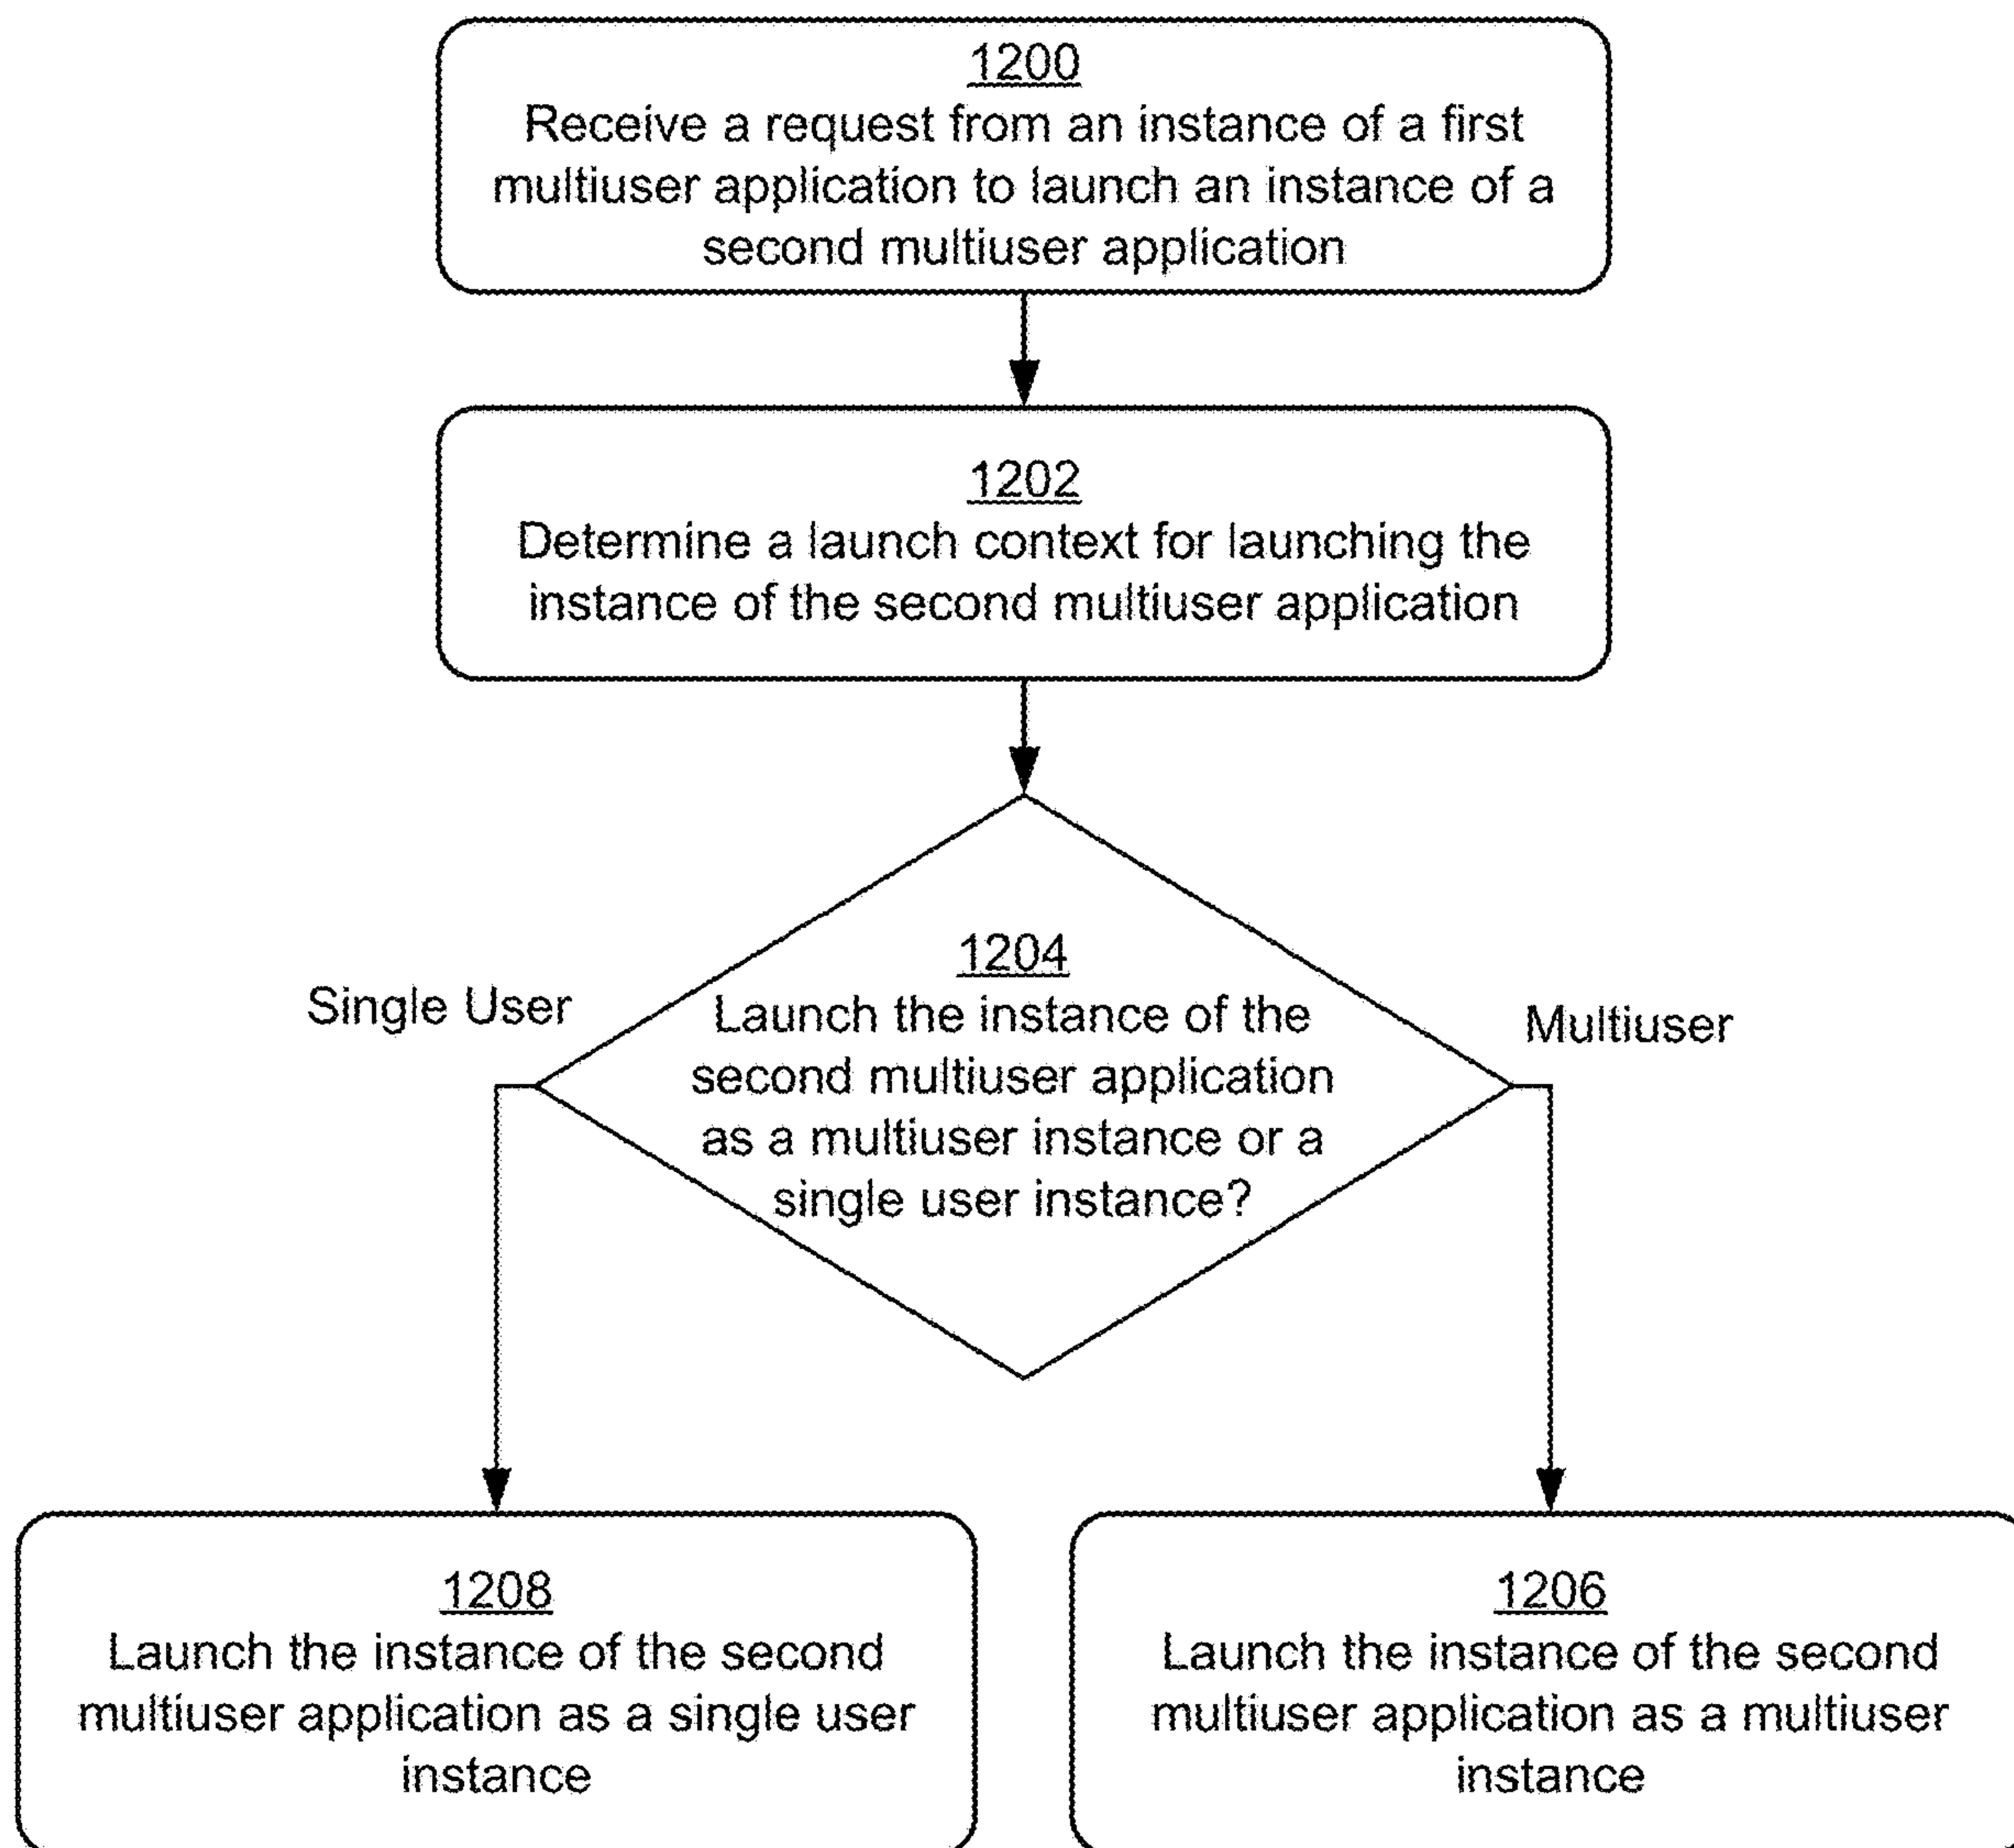 1200
Receive a request from an instance of a first
multiuser application to launch an instance of a
second multiuser application
1202
Determine a launch context for launching the
instance of the second multiuser application
1204
Launch the instance of the
second multiuser application
as a multiuser instance or a
single user instance?
Single User
Multiuser
1208
Launch the instance of the second
multiuser application as a single user
instance
1206
Launch the instance of the second
multiuser application as a multiuser
instance